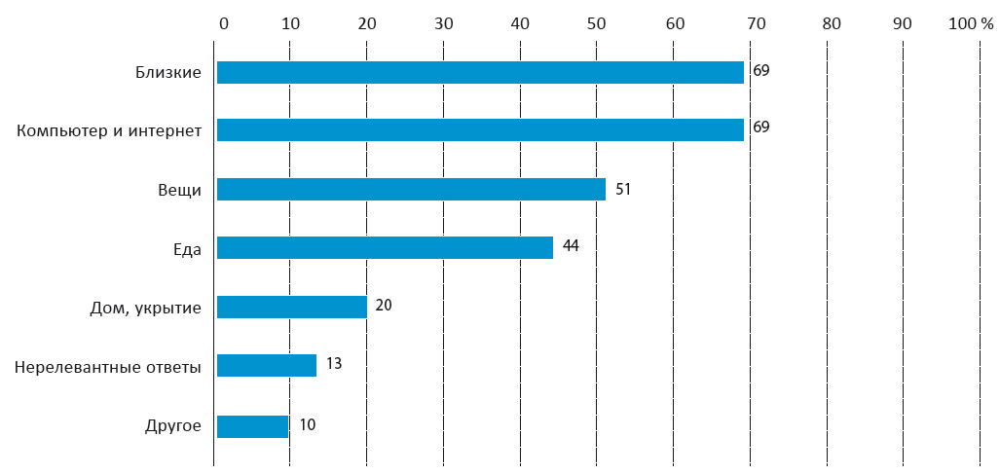 0 10 20 30 40 50 60 70 80 90 100 %
Близкие 69
Компьютер и интернет 69
Вещи 51
Еда 44
Дом, укрытие 20
Нерелевантные ответы 13
Другое 10